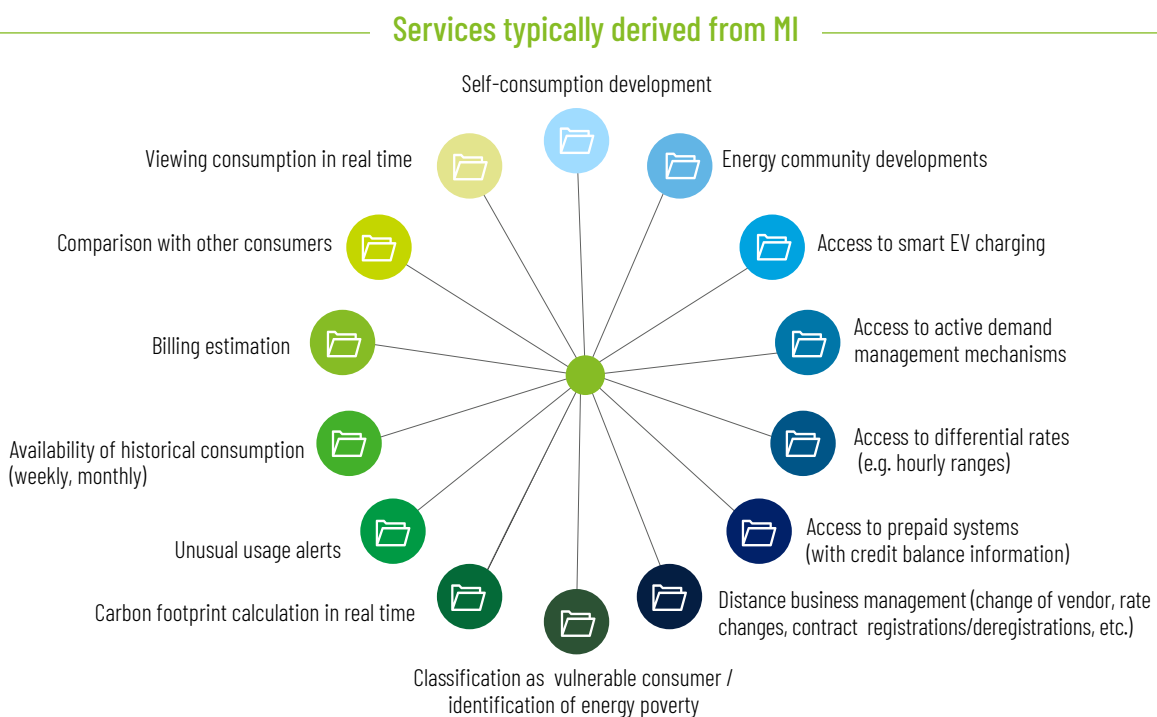 Services typically derived from MI
Self-consumption development
Viewing consumption in real time
Energy community developments
Comparison with other consumers
Access to smart EV charging
Billing estimation
Access to active demand
management mechanisms
Availability of historical consumption
(weekly, monthly)
Access to differential rates
(e.g. hourly ranges)
Unusual usage alerts
Access to prepaid systems
(with credit balance information)
Carbon footprint calculation in real time
Distance business management (change of vendor, rate
changes, contract registrations/deregistrations, etc.)
Classification as vulnerable consumer /
identification of energy poverty